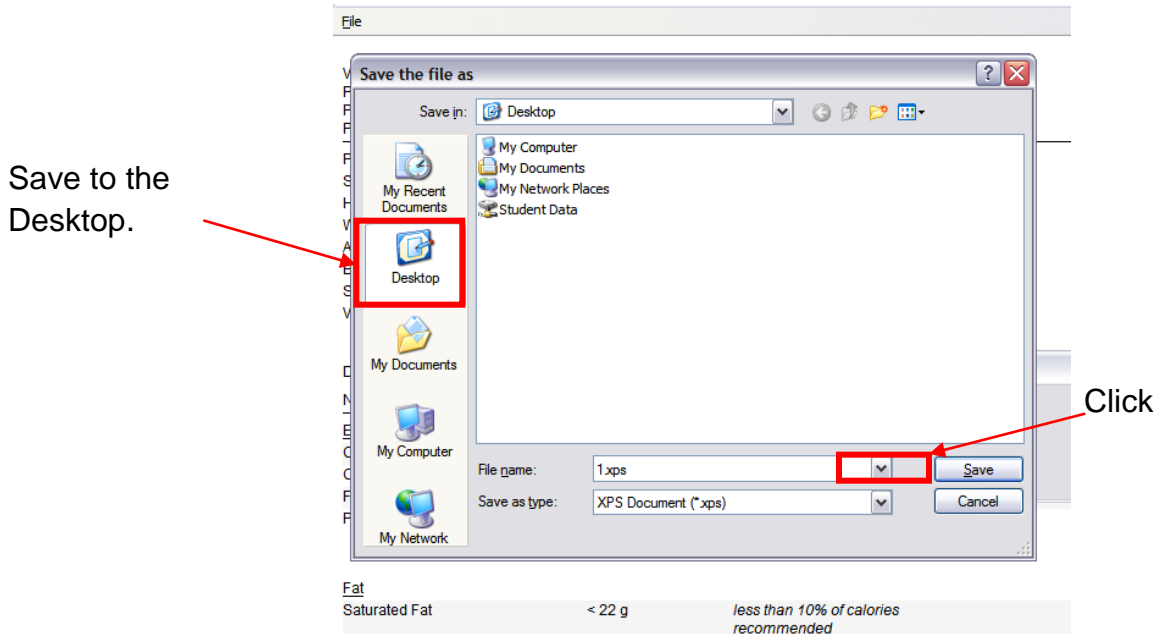 File
Save the file as
Save in:
Desktop
My Computer
My Documents
My Network Places
Student Data
My Recent
Documents
Desktop
My Documents
My Computer
My Network
Save to the
Desktop.
Click
File name:
1.xps
Save
Save as type:
XPS Document (*.xps)
Cancel
Fat
Saturated Fat
< 22 g
less than 10% of calories
recommended